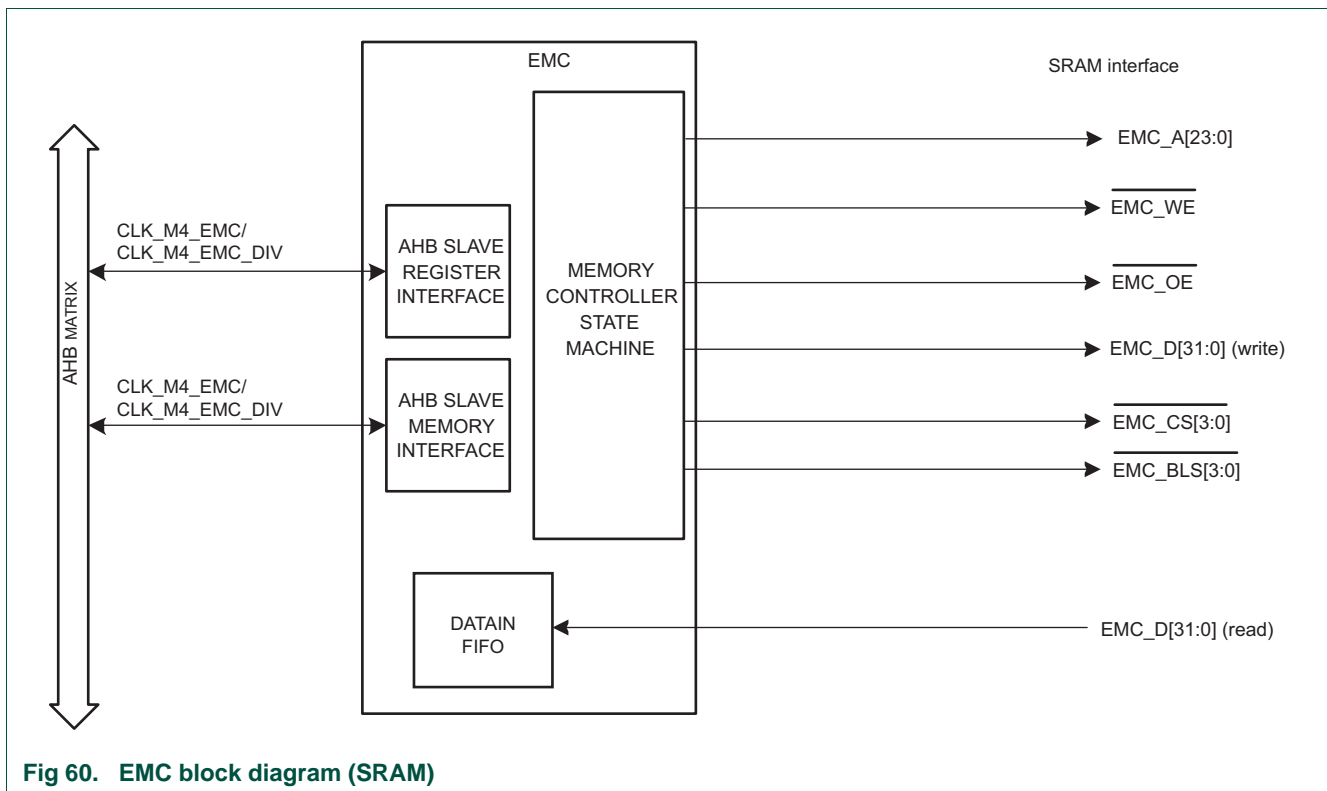 EMC
SRAM interface
AHB MATRIX
CLK_M4_EMC/
CLK_M4_EMC_DIV
CLK_M4_EMC/
CLK_M4_EMC_DIV
AHB SLAVE
REGISTER
INTERFACE
AHB SLAVE
MEMORY
INTERFACE
MEMORY
CONTROLLER
STATE
MACHINE
DATAIN
FIFO
EMC_A[23:0]
EMC_WE
EMC_OE
EMC_D[31:0] (write)
EMC_CS[3:0]
EMC_BLS[3:0]
EMC_D[31:0] (read)
Fig 60. EMC block diagram (SRAM)